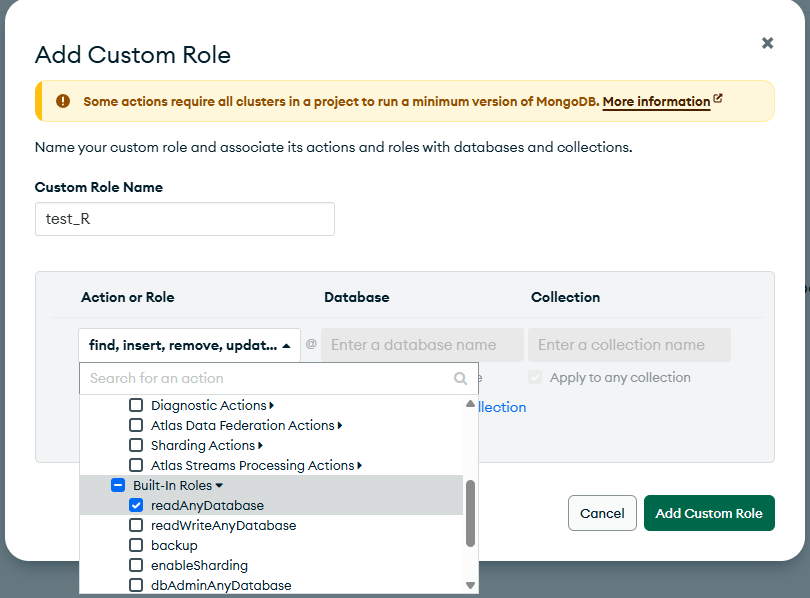 Add Custom Role
Some actions require all clusters in a project to run a minimum version of MongoDB. More information
Name your custom role and associate its actions and roles with databases and collections.
Custom Role Name
test_R
Action or Role Database Collection
find, insert, remove, updat... @ Enter a database name Enter a collection name
Search for an action
Apply to any collection
Diagnostic Actions
Atlas Data Federation Actions
Sharding Actions
Atlas Streams Processing Actions
Built-In Roles
readAnyDatabase
readWriteAnyDatabase
backup
enableSharding
dbAdminAnyDatabase
Cancel Add Custom Role